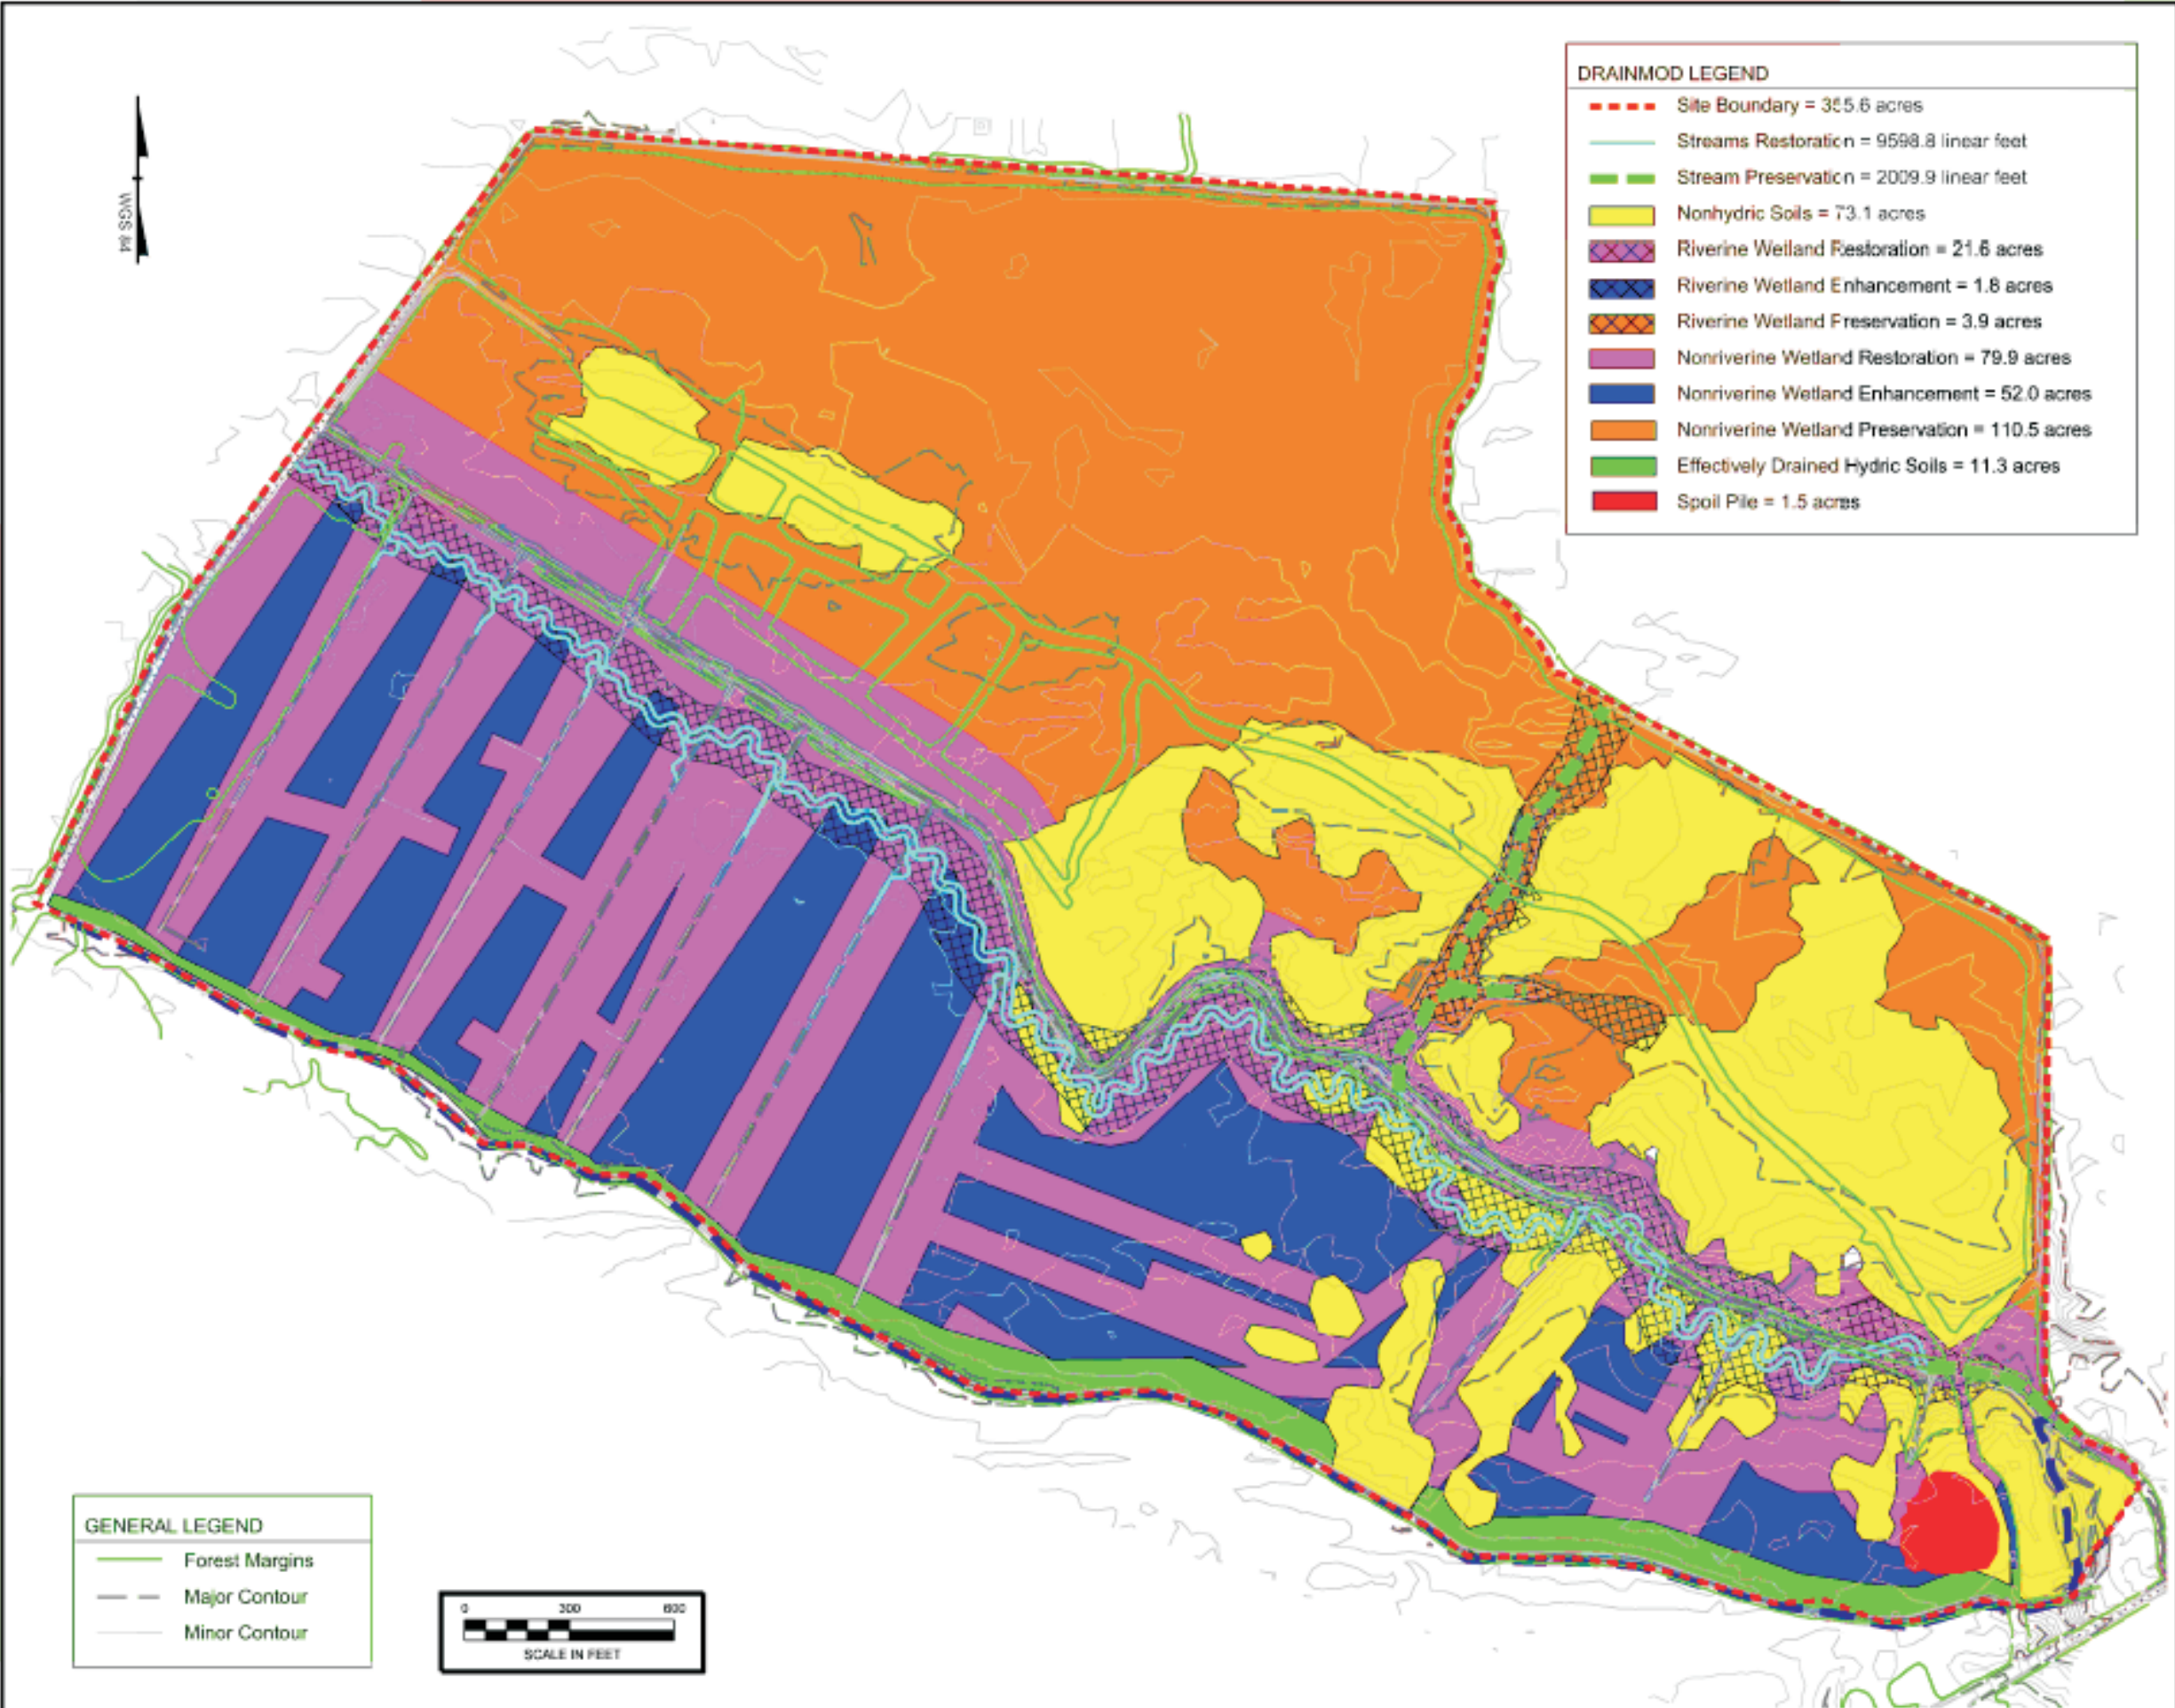 DRAINMOD LEGEND
Site Boundary = 355.6 acres
Streams Restoration = 9598.8 linear feet
Stream Preservation = 2009.9 linear feet
Nonhydric Soils = 73.1 acres
Riverine Wetland Restoration = 21.6 acres
Riverine Wetland Enhancement = 1.8 acres
Riverine Wetland Preservation = 3.9 acres
Nonriverine Wetland Restoration = 79.9 acres
Nonriverine Wetland Enhancement = 52.0 acres
Nonriverine Wetland Preservation = 110.5 acres
Effectively Drained Hydric Soils = 11.3 acres
Spoil Pile = 1.5 acres
WGS 84
GENERAL LEGEND
Forest Margins
Major Contour
Minor Contour
0 300 600
SCALE IN FEET